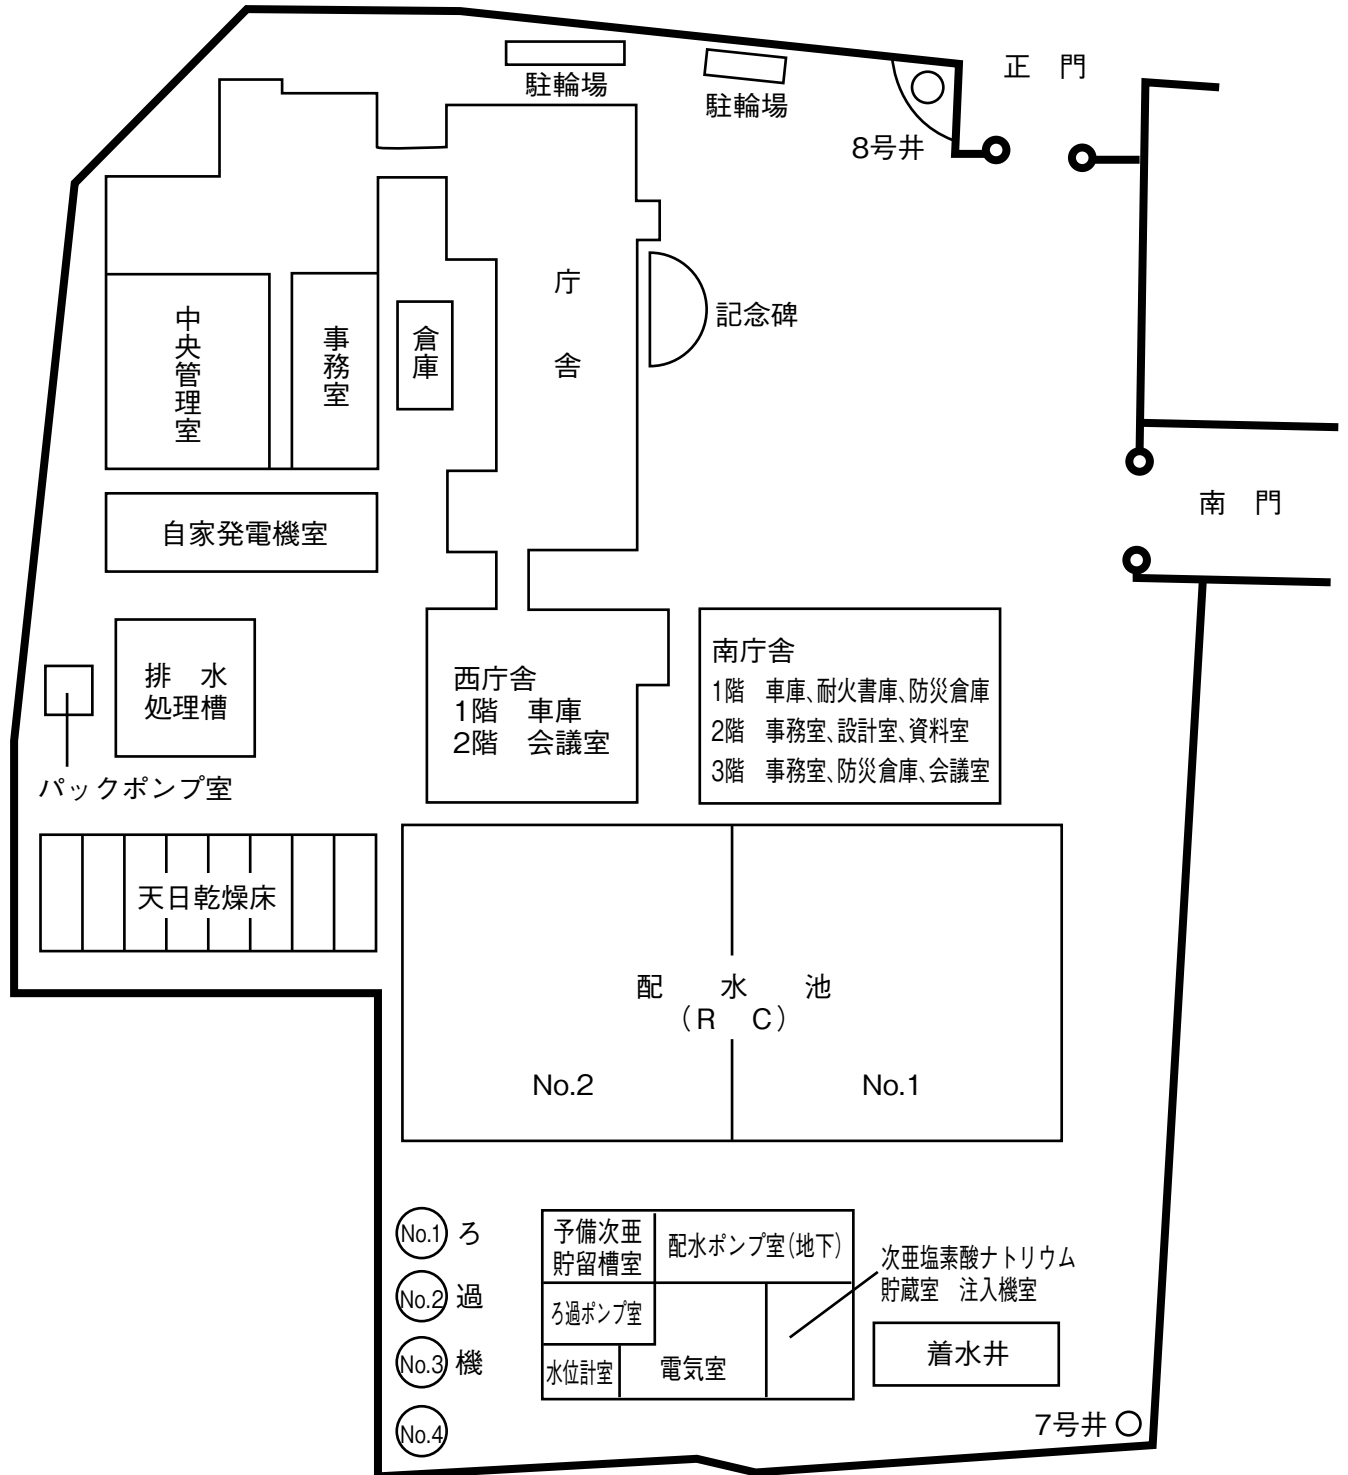 正 門
駐輪場
駐輪場
8号井
庁
舎
記念碑
中央管理室
事務室
倉庫
南 門
自家発電機室
排 水
処理槽
パックポンプ室
西庁舎
1階 車庫
2階 会議室
南庁舎
1階 車庫、耐火書庫、防災倉庫
2階 事務室、設計室、資料室
3階 事務室、防災倉庫、会議室
天日乾燥床
配 水 池
（R C）
No.2
No.1
No.1
No.2
No.3
No.4
ろ過機
予備次亜
貯留槽室
配水ポンプ室（地下）
ろ過ポンプ室
水位計室
電気室
次亜塩素酸ナトリウム
貯蔵室 注入機室
着水井
7号井